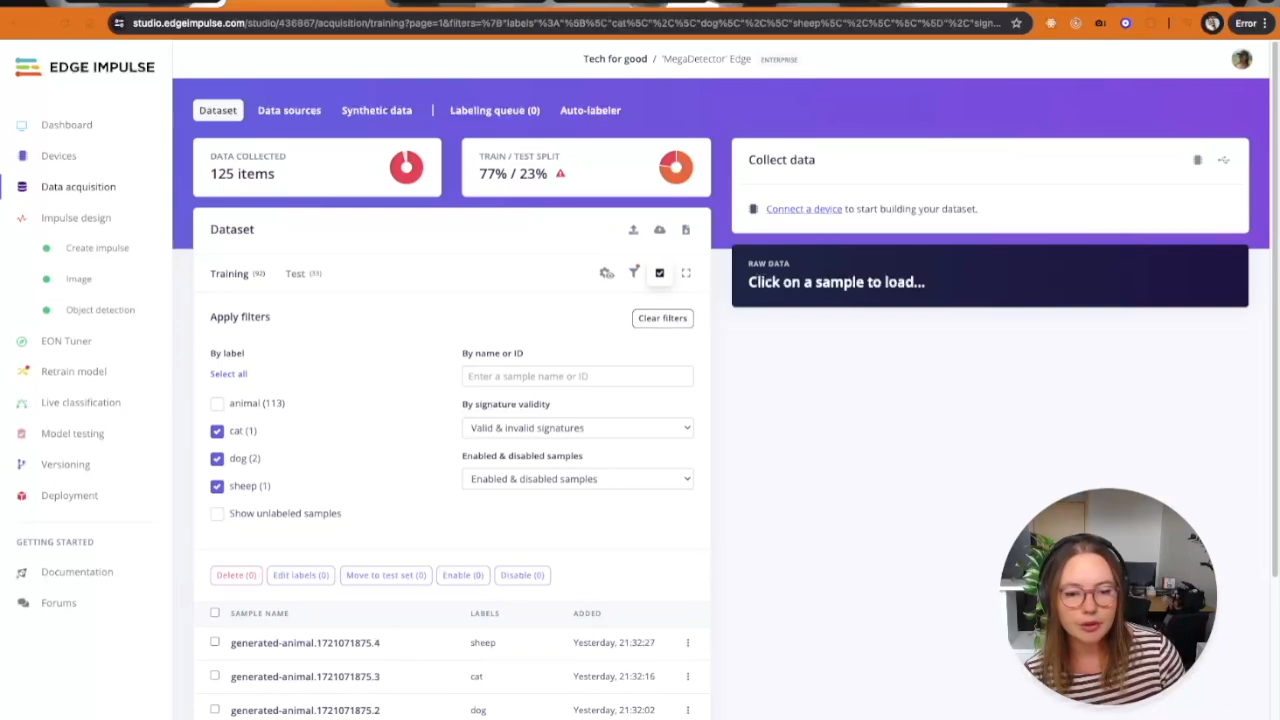 studio.edgeimpulse.com/studio/436867/acquisition/training?page=1&filters=%7B"labels"%3A"%5B%5C"cat%5C"%2C%5C"dog%5C"%2C%5C"sheep%5C"%2C%5C"%5C"%5D"%2C"sign...
Error
EDGE IMPULSE
Tech for good / 'MegaDetector' Edge ENTERPRISE
Dashboard
Devices
Data acquisition
Impulse design
Create impulse
Image
Object detection
EON Tuner
Retrain model
Live classification
Model testing
Versioning
Deployment
GETTING STARTED
Documentation
Forums
Dataset Data sources Synthetic data | Labeling queue (0) Auto-labeler
DATA COLLECTED
125 items
TRAIN / TEST SPLIT
77% / 23%
Collect data
Connect a device to start building your dataset.
RAW DATA
Click on a sample to load...
Dataset
Training (92) Test (33)
Apply filters
Clear filters
By label
Select all
animal (113)
cat (1)
dog (2)
sheep (1)
Show unlabeled samples
By name or ID
Enter a sample name or ID
By signature validity
Valid & invalid signatures
Enabled & disabled samples
Enabled & disabled samples
Delete (0) Edit labels (0) Move to test set (0) Enable (0) Disable (0)
SAMPLE NAME LABELS ADDED
generated-animal.1721071875.4 sheep Yesterday, 21:32:27
generated-animal.1721071875.3 cat Yesterday, 21:32:16
generated-animal.1721071875.2 dog Yesterday, 21:32:02